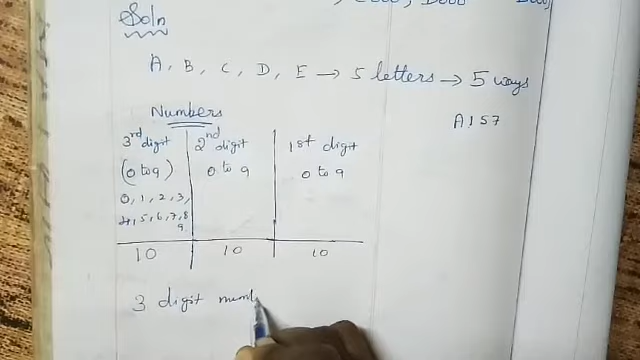 Soln
A, B, C, D, E → 5 letters → 5 ways
Numbers
A157
3rd digit 2nd digit 1st digit
(0 to 9) 0 to 9 0 to 9
0, 1, 2, 3,
4, 5, 6, 7, 8
9
10 10 10
3 digit numb